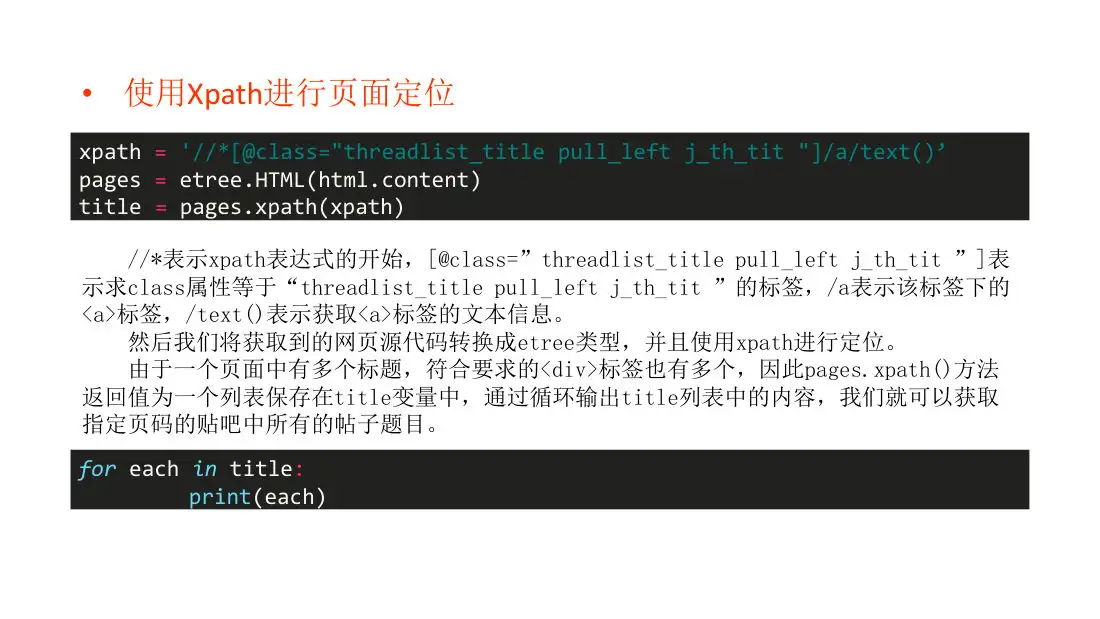 • 使用Xpath进行页面定位
xpath = '//*[@class="threadlist_title pull_left j_th_tit "]/a/text()’
pages = etree.HTML(html.content)
title = pages.xpath(xpath)
//*表示xpath表达式的开始，[@class=”threadlist_title pull_left j_th_tit ”]表
示求class属性等于“threadlist_title pull_left j_th_tit ”的标签，/a表示该标签下的
<a>标签，/text()表示获取<a>标签的文本信息。
然后我们将获取到的网页源代码转换成etree类型，并且使用xpath进行定位。
由于一个页面中有多个标题，符合要求的<div>标签也有多个，因此pages.xpath()方法
返回值为一个列表保存在title变量中，通过循环输出title列表中的内容，我们就可以获取
指定页码的贴吧中所有的帖子题目。
for each in title:
print(each)